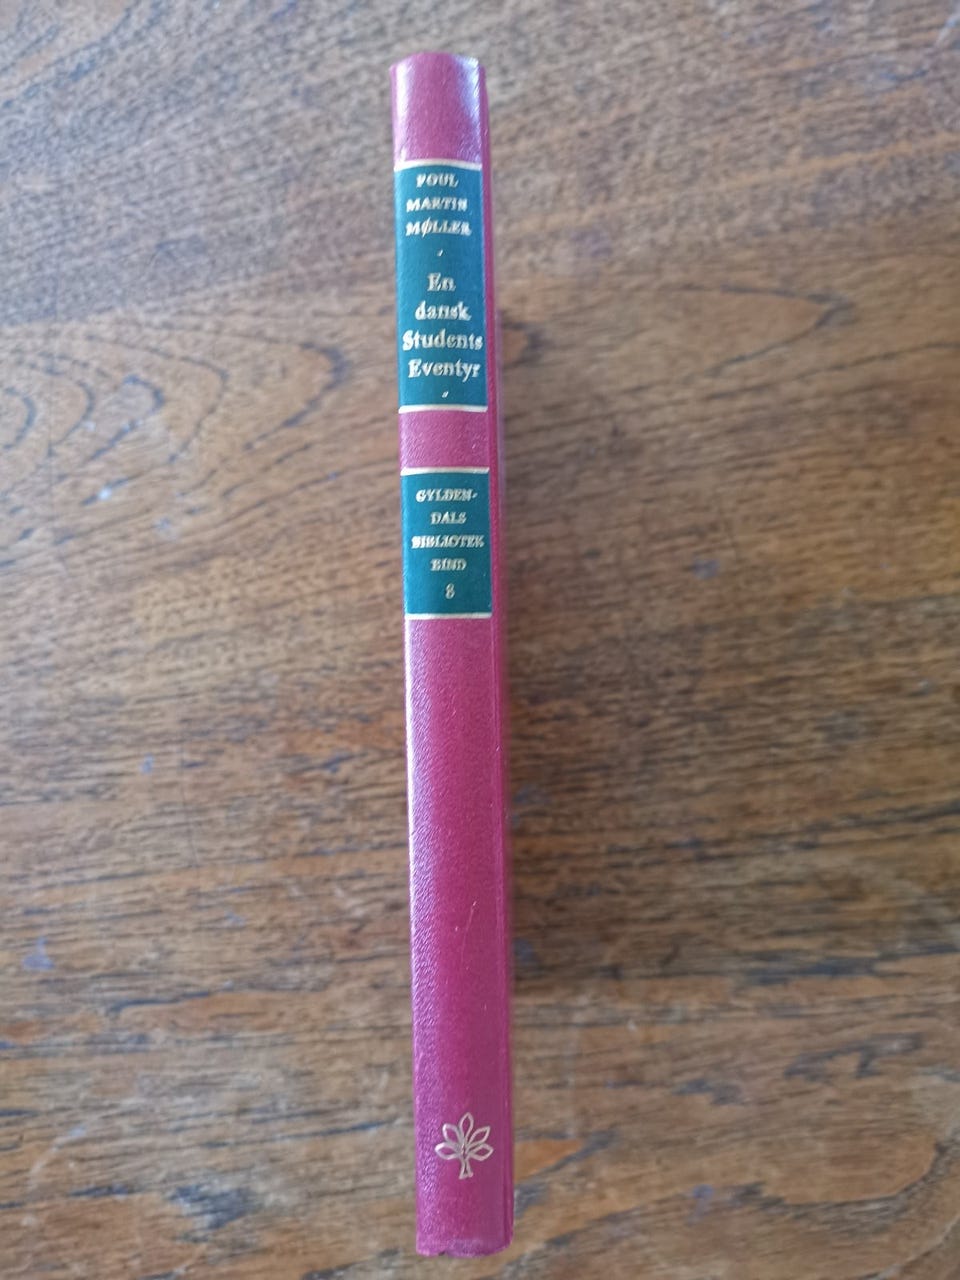 POUL
MARTIN
MØLLER
En
dansk
Students
Eventyr
GYLDEN-
DALS
BIBLIOTEK
BIND
8